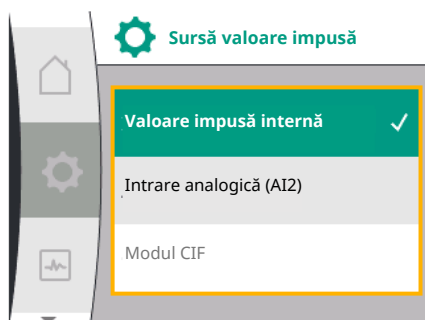 Sursă valoare impusă
Valoare impusă internă
Intrare analogică (AI2)
Modul CIF